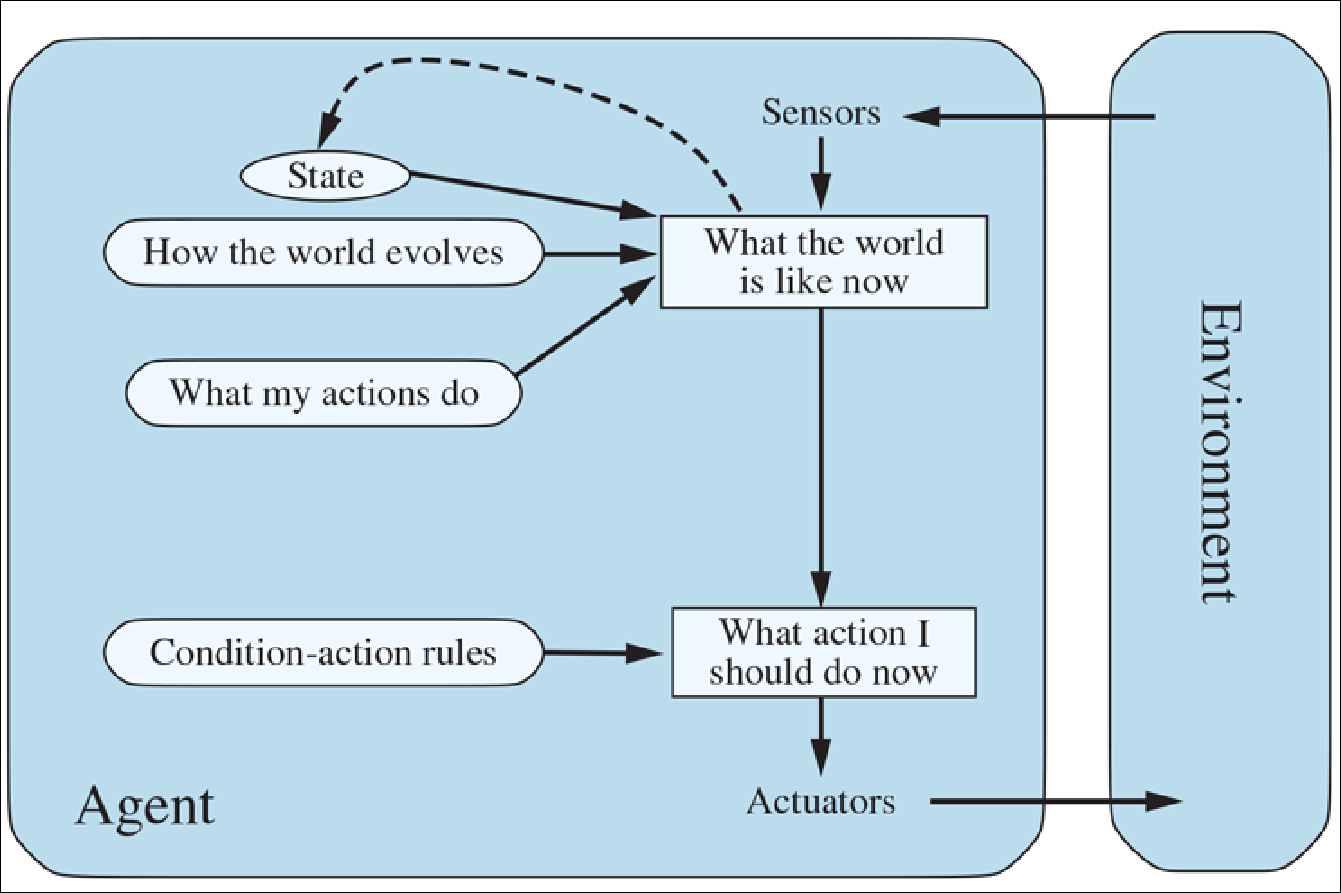 Sensors
State
How the world evolves
What the world
is like now
What my actions do
Condition-action rules
What action I
should do now
Agent
Actuators
Environment